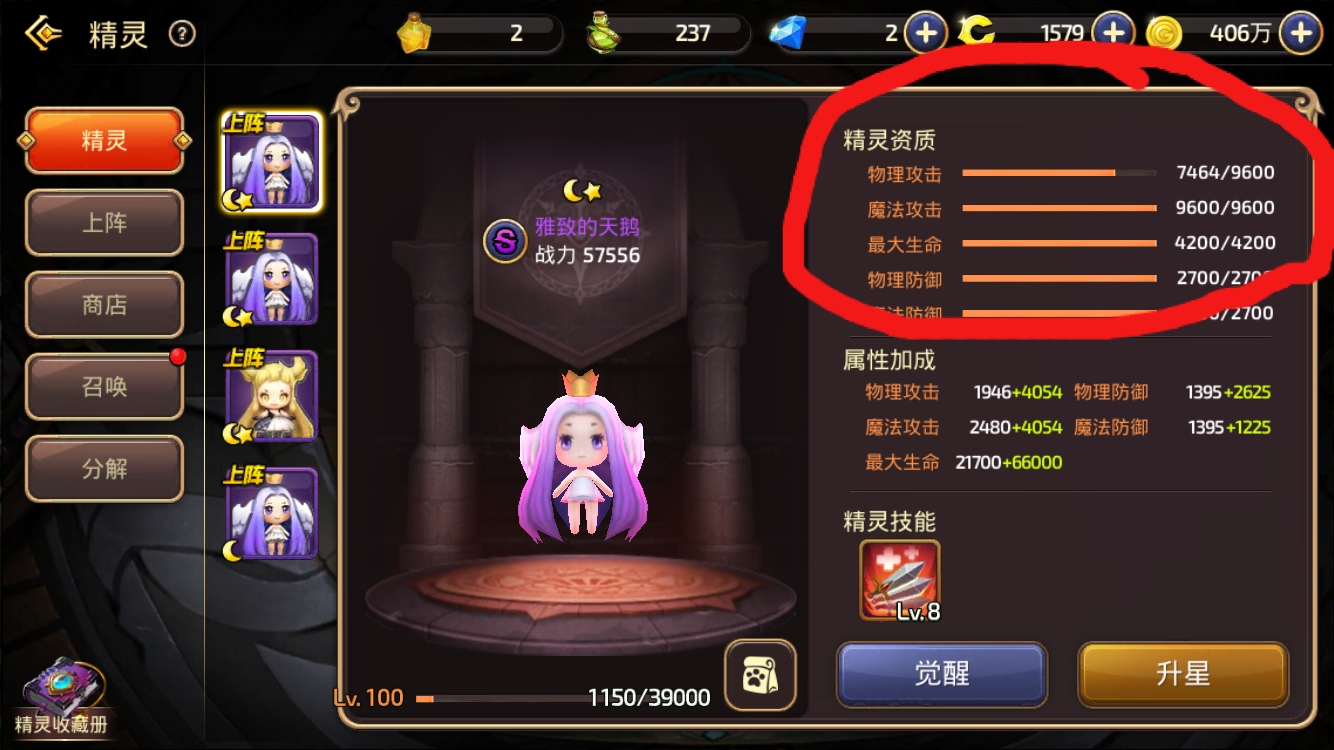 精灵
2
237
2
1579
406万
精灵
上阵
商店
召唤
分解
精灵收藏册
上阵
上阵
上阵
上阵
S
雅致的天鹅
战力 57556
Lv. 100
1150/39000
精灵资质
物理攻击 7464/9600
魔法攻击 9600/9600
最大生命 4200/4200
物理防御 2700/2700
魔法防御 /2700
属性加成
物理攻击 1946+4054 物理防御 1395+2625
魔法攻击 2480+4054 魔法防御 1395+1225
最大生命 21700+66000
精灵技能
Lv.8
觉醒
升星